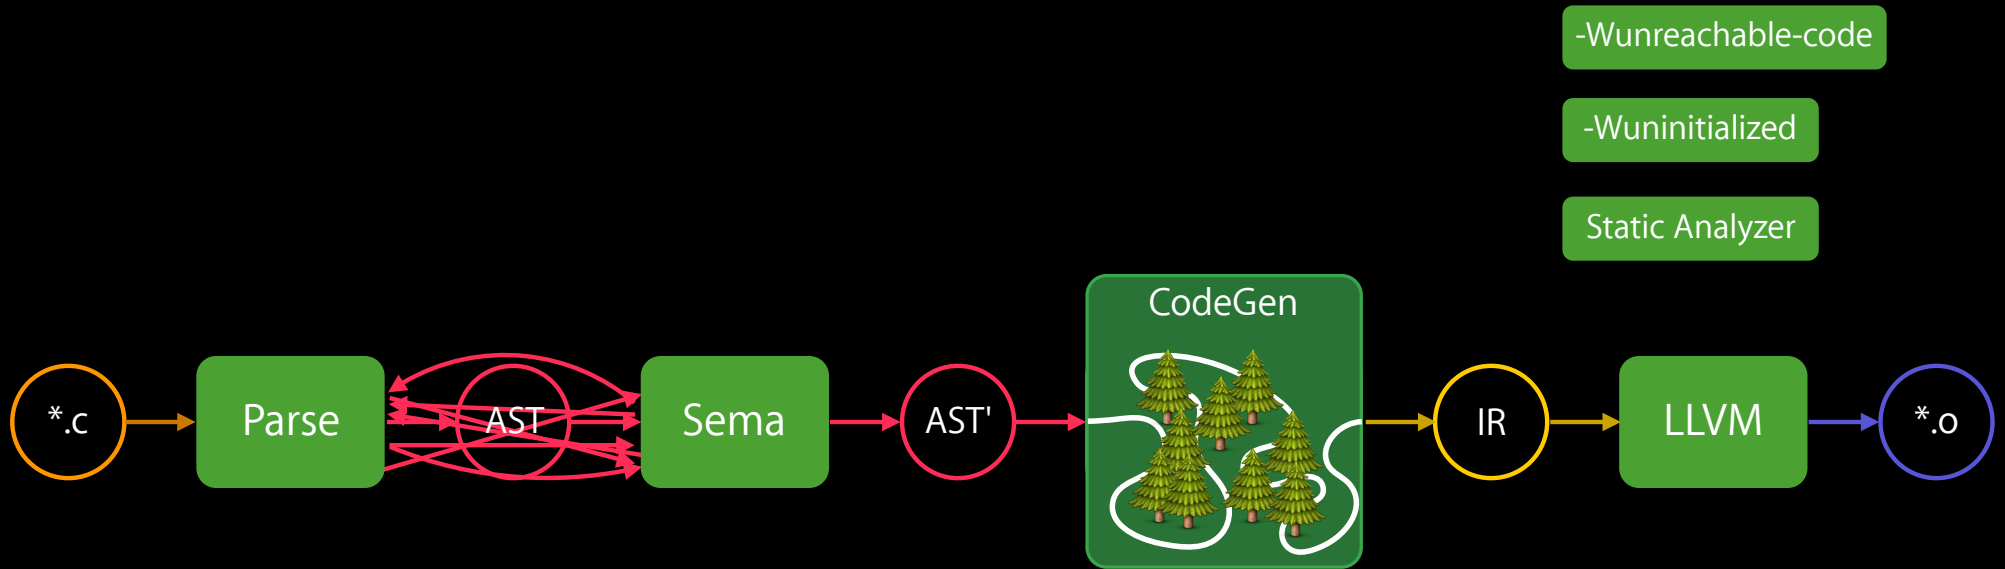 -Wunreachable-code
-Wuninitialized
Static Analyzer
CodeGen
*.c
Parse
AST
Sema
AST'
IR
LLVM
*.o